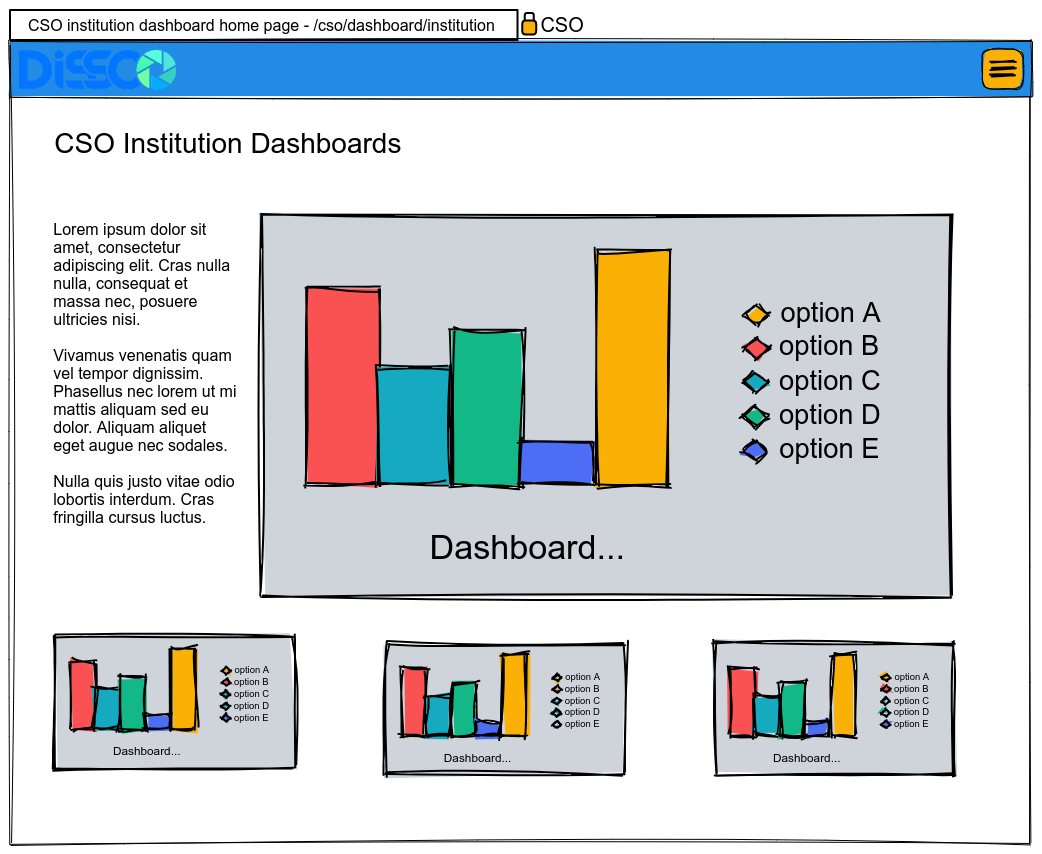 CSO institution dashboard home page - /cso/dashboard/institution
CSO
DiSSCo
CSO Institution Dashboards
Lorem ipsum dolor sit
amet, consectetur
adipiscing elit. Cras nulla
nulla, consequat et
massa nec, posuere
ultricies nisi.
Vivamus venenatis quam
vel tempor dignissim.
Phasellus nec lorem ut mi
mattis aliquam sed eu
dolor. Aliquam aliquet
eget augue nec sodales.
Nulla quis justo vitae odio
lobortis interdum. Cras
fringilla cursus luctus.
option A
option B
option C
option D
option E
Dashboard...
option A
option B
option C
option D
option E
Dashboard...
option A
option B
option C
option D
option E
Dashboard...
option A
option B
option C
option D
option E
Dashboard...